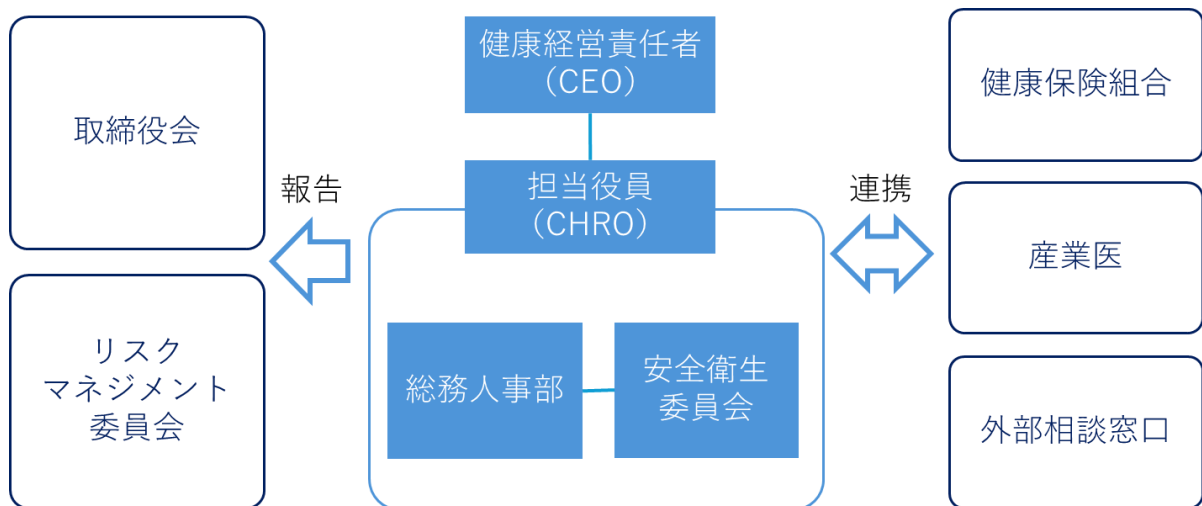 取締役会
リスク
マネジメント
委員会
報告
健康経営責任者
（CEO）
担当役員
（CHRO）
総務人事部
安全衛生
委員会
連携
健康保険組合
産業医
外部相談窓口